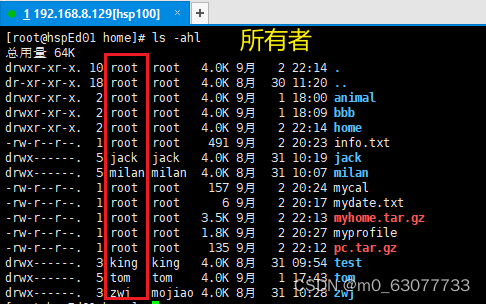 1 192.168.8.129[hsp100] × +
[root@hspEd01 home]# ls -ahl 所有者
总用量 64K
drwxr-xr-x. 10 root root 4.0K 9月 2 22:14 .
dr-xr-xr-x. 18 root root 4.0K 8月 30 11:20 ..
drwxr-xr-x. 2 root root 4.0K 9月 1 18:00 animal
drwxr-xr-x. 2 root root 4.0K 9月 1 18:09 bbb
drwxr-xr-x. 2 root root 4.0K 9月 2 22:14 home
-rw-r--r--. 1 root root 491 9月 2 20:23 info.txt
drwx------. 5 jack jack 4.0K 8月 31 10:19 jack
drwx------. 5 milan milan 4.0K 8月 31 10:07 milan
-rw-r--r--. 1 root root 157 9月 2 20:24 mycal
-rw-r--r--. 1 root root 6 9月 2 20:17 mydate.txt
-rw-r--r--. 1 root root 3.5K 9月 2 22:13 myhome.tar.gz
-rw-r--r--. 1 root root 1.8K 9月 2 20:27 myprofile
-rw-r--r--. 1 root root 135 9月 2 22:12 pc.tar.gz
drwx------. 3 king king 4.0K 8月 31 09:54 test
drwx------. 5 tom tom 4.0K 9月 1 17:43 tom
drwx------. 3 zwj mojiao 4.0K 8月 31 10:28 zwj
CSDN @m0_63077733